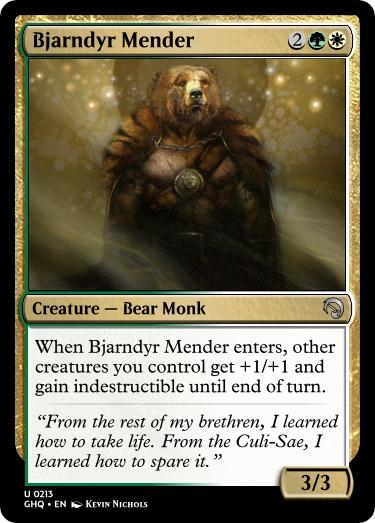 Bjarndyr Mender 2
Creature — Bear Monk
When Bjarndyr Mender enters, other
creatures you control get +1/+1 and
gain indestructible until end of turn.
“From the rest of my brethren, I learned
how to take life. From the Culi-Sae, I
learned how to spare it.”
3/3
U 0213
GHQ • EN Kevin Nichols